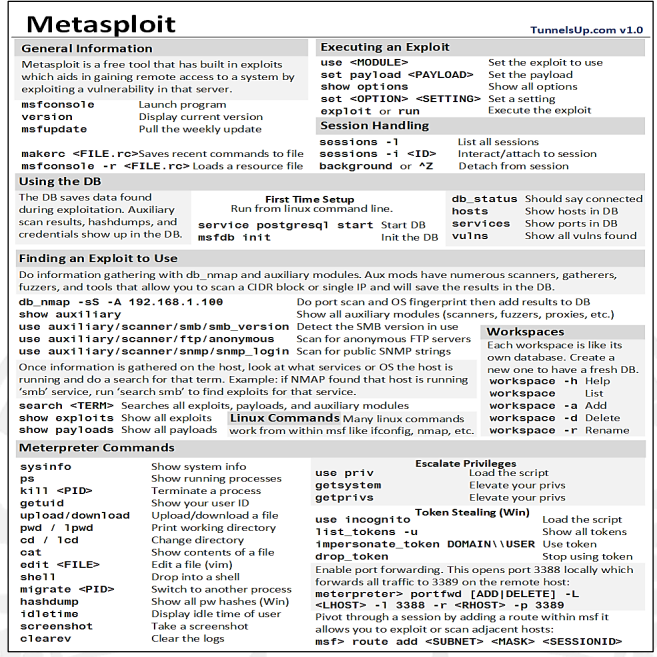 Metasploit
TunnelsUp.com v1.0
General Information
Metasploit is a free tool that has built in exploits
which aids in gaining remote access to a system by
exploiting a vulnerability in that server.
msfconsole Launch program
version Display current version
msfupdate Pull the weekly update
makerc <FILE.rc>Saves recent commands to file
msfconsole -r <FILE.rc>Loads a resource file
Executing an Exploit
use <MODULE> Set the exploit to use
set payload <PAYLOAD> Set the payload
show options Show all options
set <OPTION> <SETTING> Set a setting
exploit or run Execute the exploit
Session Handling
sessions -l List all sessions
sessions -i <ID> Interact/attach to session
background or ^Z Detach from session
Using the DB
The DB saves data found
during exploitation. Auxiliary
scan results, hashdumps, and
credentials show up in the DB.
First Time Setup
Run from linux command line.
service postgresql start Start DB
msfdb init Init the DB
db_status Should say connected
hosts Show hosts in DB
services Show ports in DB
vulns Show all vulns found
Finding an Exploit to Use
Do information gathering with db_nmap and auxiliary modules. Aux mods have numerous scanners, gatherers,
fuzzers, and tools that allow you to scan a CIDR block or single IP and will save the results in the DB.
db_nmap -sS -A 192.168.1.100 Do port scan and OS fingerprint then add results to DB
show auxiliary Show all auxiliary modules (scanners, fuzzers, proxies, etc.)
use auxiliary/scanner/smb/smb_version Detect the SMB version in use
use auxiliary/scanner/ftp/anonymous Scan for anonymous FTP servers
use auxiliary/scanner/snmp/snmp_login Scan for public SNMP strings
Once information is gathered on the host, look at what services or OS the host is
running and do a search for that term. Example: if NMAP found that host is running
'smb' service, run 'search smb' to find exploits for that service.
search <TERM> Searches all exploits, payloads, and auxiliary modules
show exploits Show all exploits
show payloads Show all payloads
Linux Commands Many linux commands
work from within msf like ifconfig, nmap, etc.
Workspaces
Each workspace is like its
own database. Create a
new one to have a fresh DB.
workspace -h Help
workspace List
workspace -a Add
workspace -d Delete
workspace -r Rename
Meterpreter Commands
sysinfo Show system info
ps Show running processes
kill <PID> Terminate a process
getuid Show your user ID
upload/download Upload/download a file
pwd / lpwd Print working directory
cd / lcd Change directory
cat Show contents of a file
edit <FILE> Edit a file (vim)
shell Drop into a shell
migrate <PID> Switch to another process
hashdump Show all pw hashes (Win)
idletime Display idle time of user
screenshot Take a screenshot
clearev Clear the logs
Escalate Privileges
use priv Load the script
getsystem Elevate your privs
getprivs Elevate your privs
Token Stealing (Win)
use incognito Load the script
list_tokens -u Show all tokens
impersonate_token DOMAIN\\USER Use token
drop_token Stop using token
Enable port forwarding. This opens port 3388 locally which
forwards all traffic to 3389 on the remote host:
meterpreter> portfwd [ADD|DELETE] -L
<LHOST> -l 3388 -r <RHOST> -p 3389
Pivot through a session by adding a route within msf it
allows you to exploit or scan adjacent hosts:
msf> route add <SUBNET> <MASK> <SESSIONID>